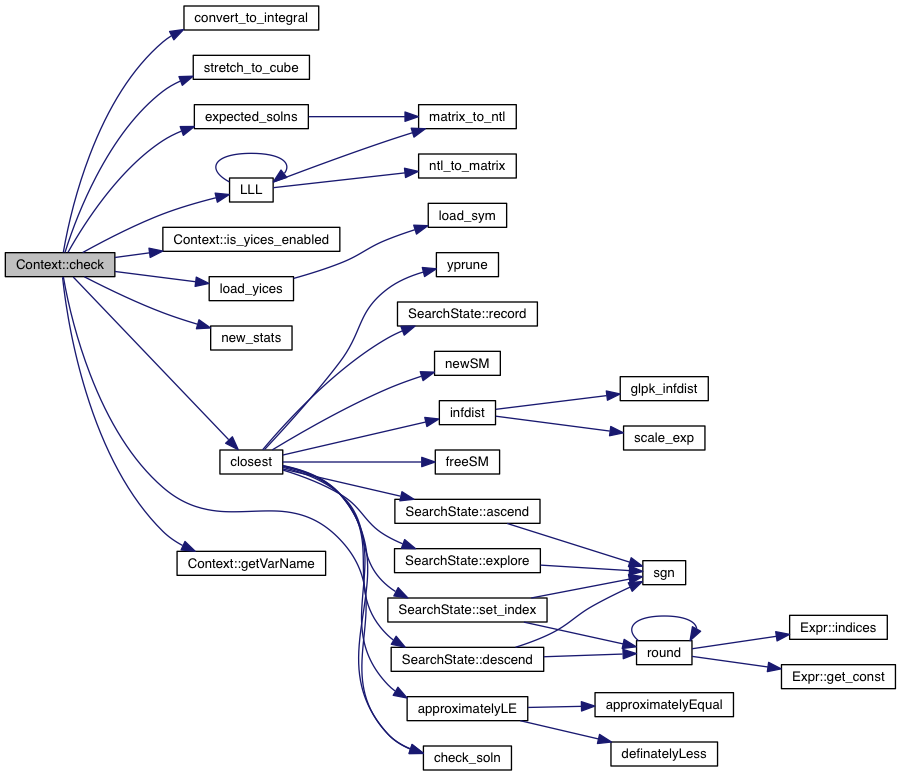 convert_to_integral
stretch_to_cube
expected_solns
matrix_to_ntl
ntl_to_matrix
LLL
load_sym
Context::is_yices_enabled
Context::check
yprune
load_yices
SearchState::record
new_stats
newSM
glpk_infdist
infdist
scale_exp
closest
freeSM
SearchState::ascend
SearchState::explore
Context::getVarName
sgn
SearchState::set_index
Expr::indices
round
SearchState::descend
Expr::get_const
approximatelyEqual
approximatelyLE
definatelyLess
check_soln